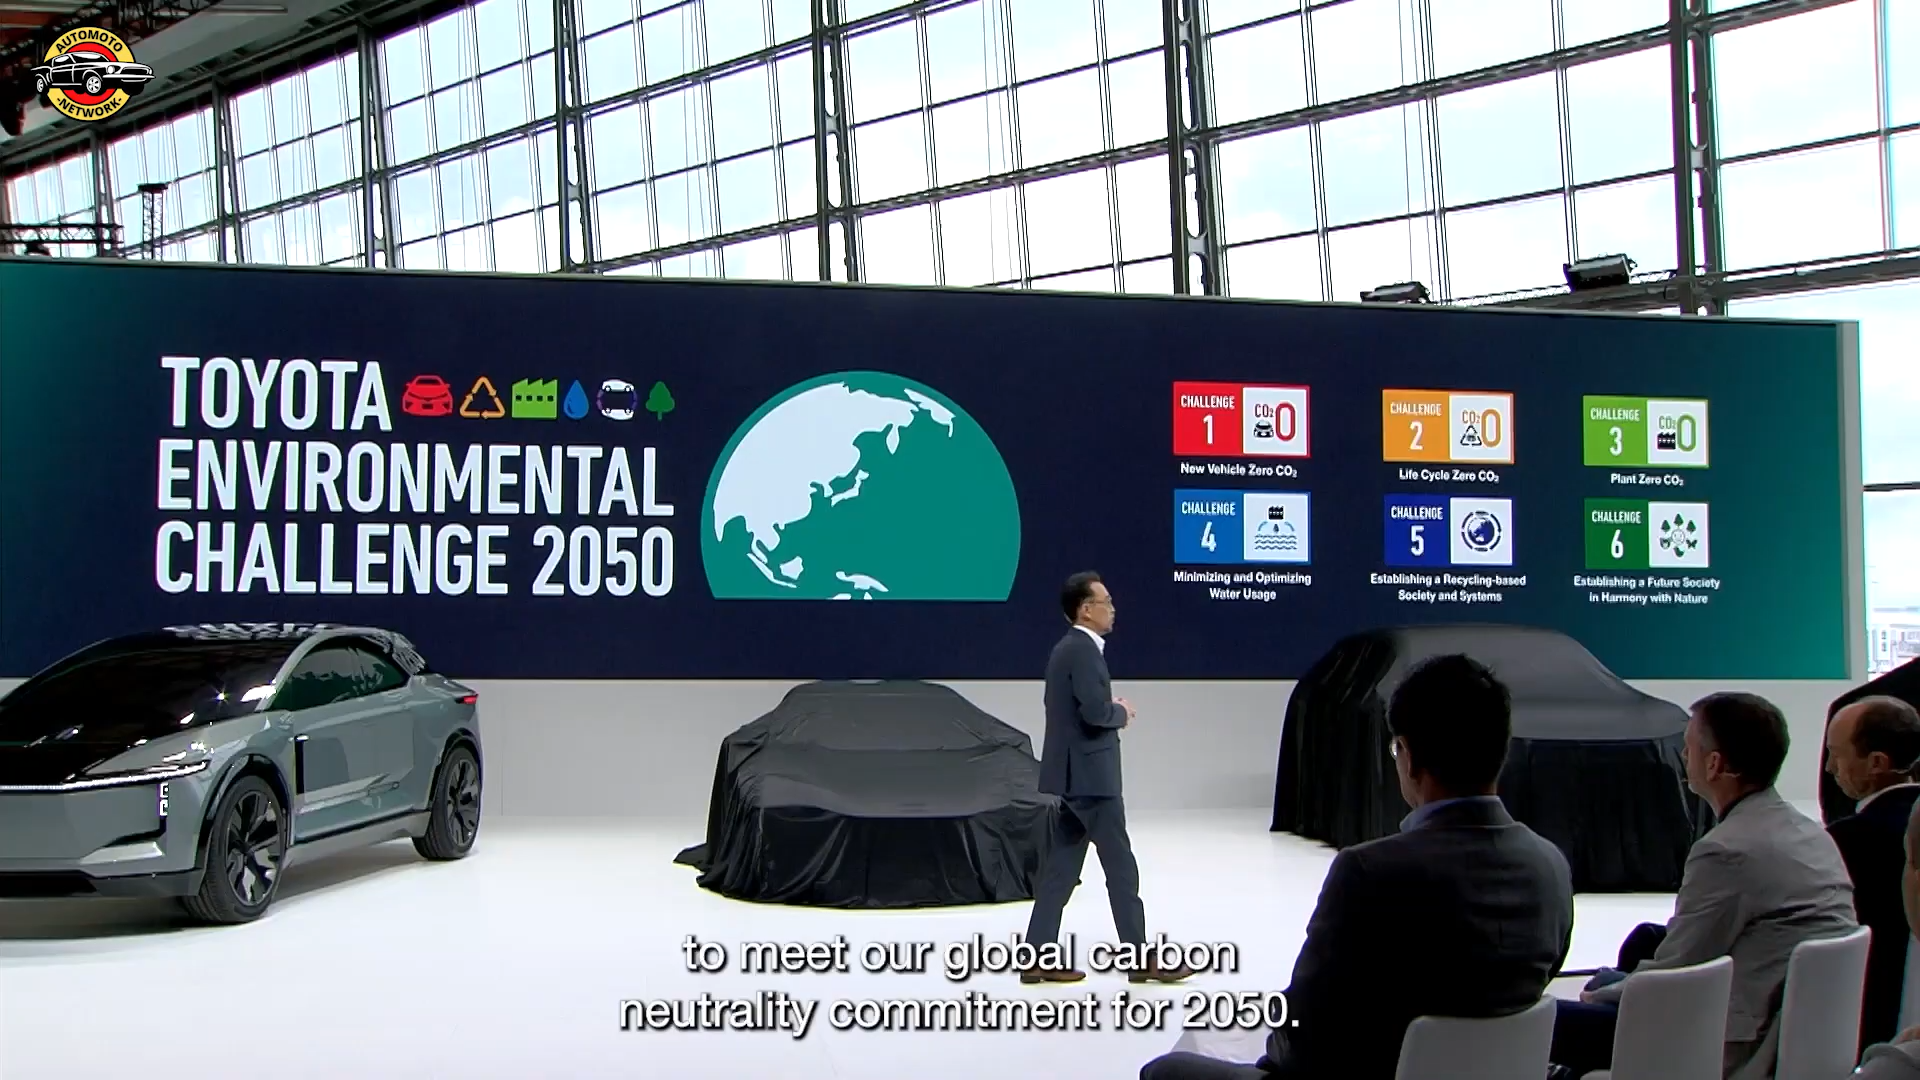 AUTOMOTO
NETWORK
TOYOTA
ENVIRONMENTAL
CHALLENGE 2050
CHALLENGE
1
CO₂ 0
New Vehicle Zero CO₂
CHALLENGE
2
CO₂ 0
Life Cycle Zero CO₂
CHALLENGE
3
CO₂ 0
Plant Zero CO₂
CHALLENGE
4
Minimizing and Optimizing
Water Usage
CHALLENGE
5
Establishing a Recycling-based
Society and Systems
CHALLENGE
6
Establishing a Future Society
in Harmony with Nature
to meet our global carbon
neutrality commitment for 2050.